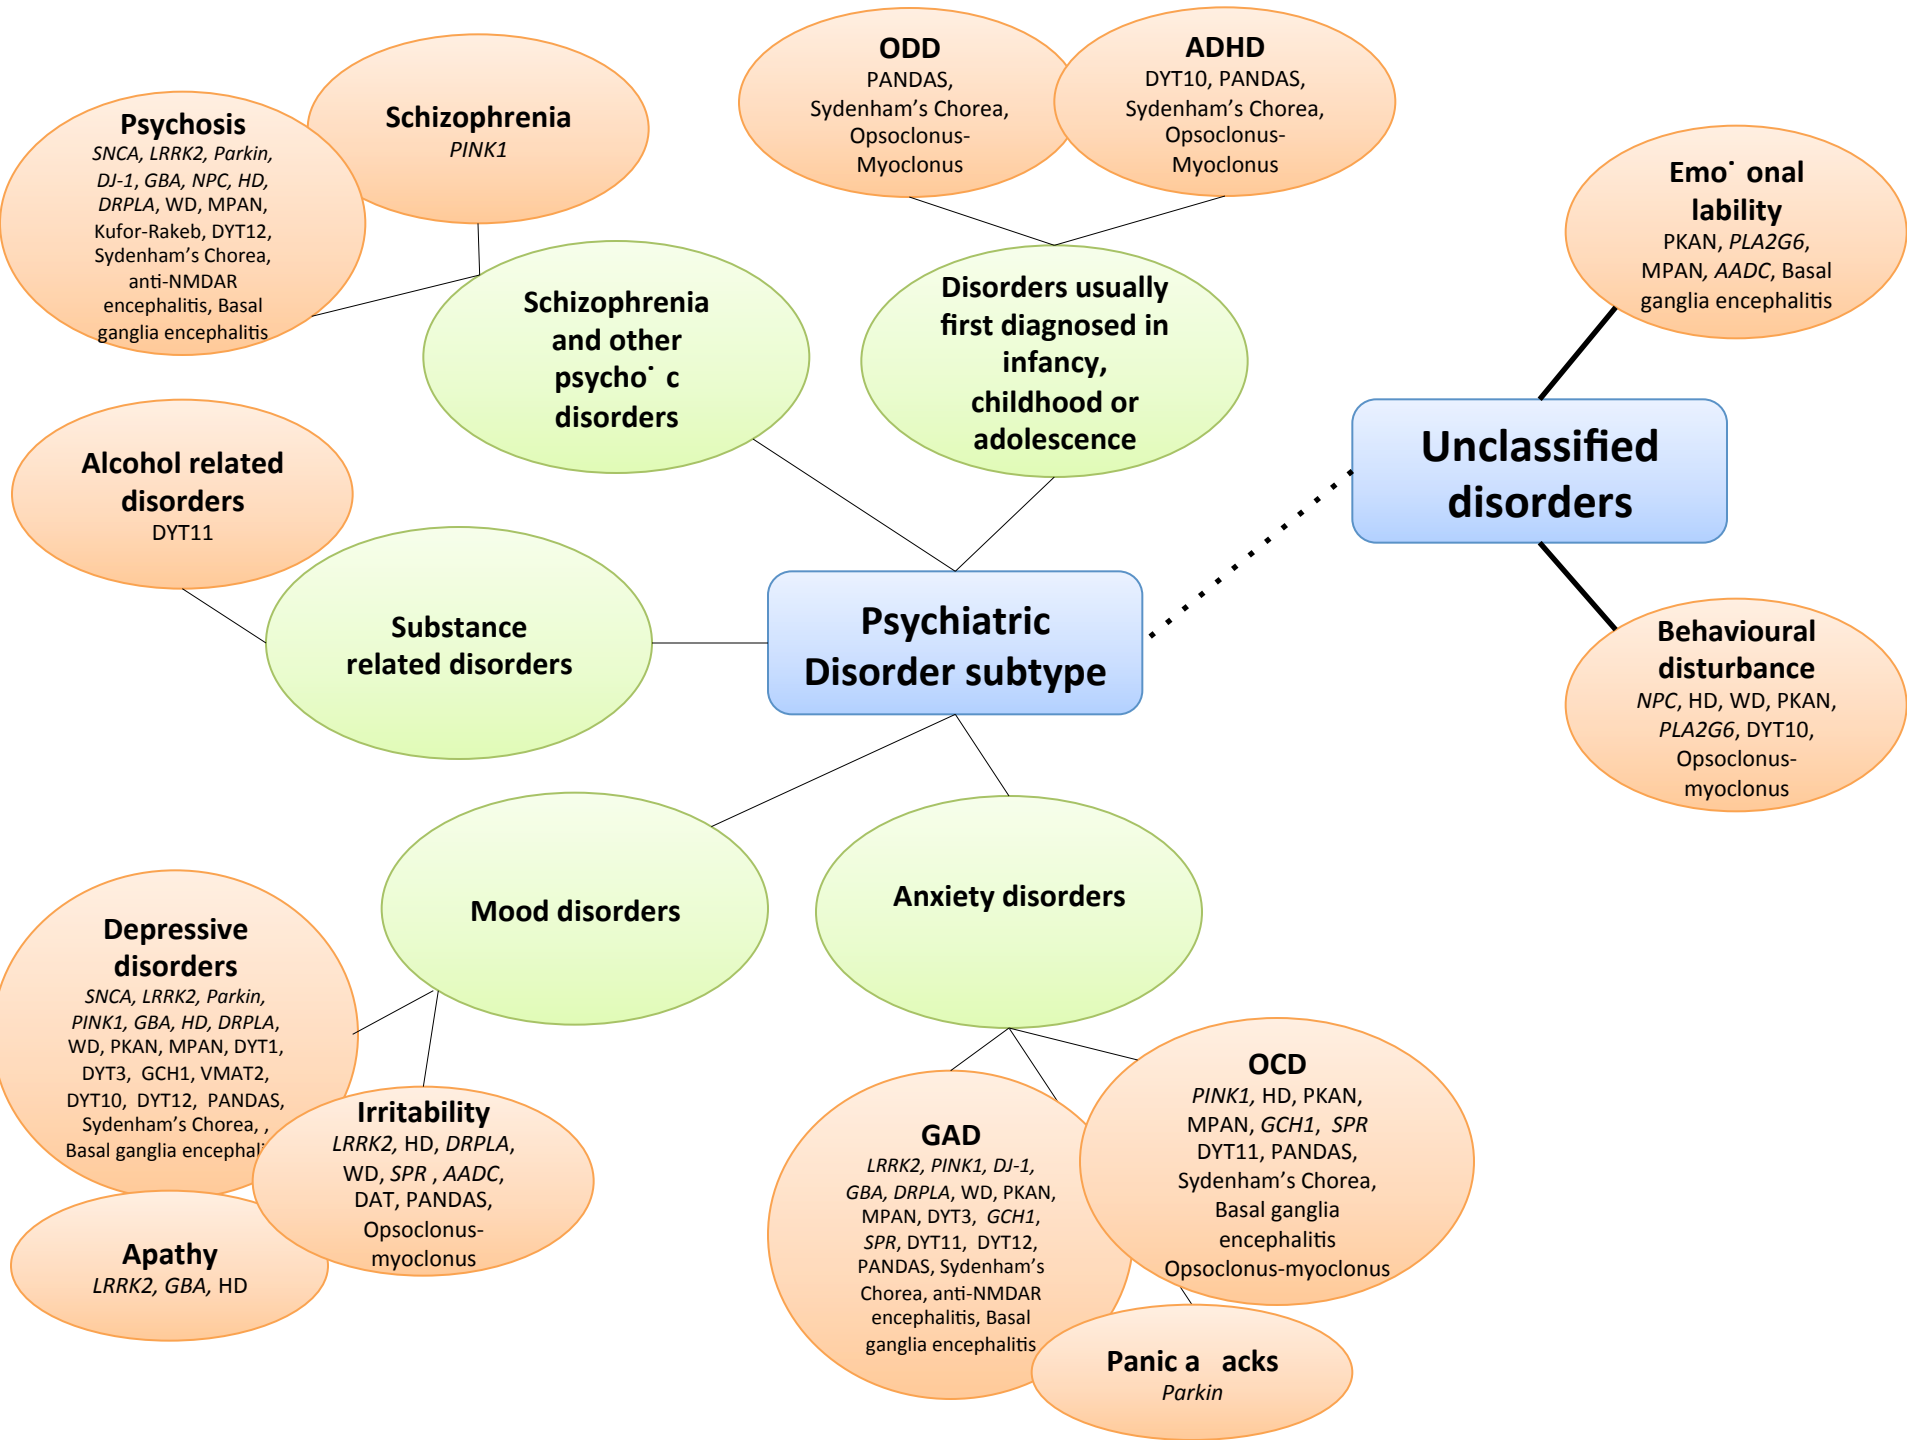 ODD
PANDAS,
Sydenham's Chorea,
Opsoclonus-
Myoclonus
ADHD
DYT10, PANDAS,
Sydenham's Chorea,
Opsoclonus-
Myoclonus
Schizophrenia
PINK1
Psychosis
SNCA, LRRK2, Parkin,
DJ-1, GBA, NPC, HD,
DRPLA, WD, MPAN,
Kufor-Rakeb, DYT12,
Sydenham's Chorea,
anti-NMDAR
encephalitis, Basal
ganglia encephalitis
Emo˙ onal
lability
PKAN, PLA2G6,
MPAN, AADC, Basal
ganglia encephalitis
Schizophrenia
and other
psycho˙ c
disorders
Disorders usually
first diagnosed in
infancy,
childhood or
adolescence
Unclassified
disorders
Alcohol related
disorders
DYT11
Substance
related disorders
Psychiatric
Disorder subtype
Behavioural
disturbance
NPC, HD, WD, PKAN,
PLA2G6, DYT10,
Opsoclonus-
myoclonus
Mood disorders
Anxiety disorders
Depressive
disorders
SNCA, LRRK2, Parkin,
PINK1, GBA, HD, DRPLA,
WD, PKAN, MPAN, DYT1,
DYT3, GCH1, VMAT2,
DYT10, DYT12, PANDAS,
Sydenham's Chorea, ,
Basal ganglia encephali
Irritability
LRRK2, HD, DRPLA,
WD, SPR , AADC,
DAT, PANDAS,
Opsoclonus-
myoclonus
Apathy
LRRK2, GBA, HD
GAD
LRRK2, PINK1, DJ-1,
GBA, DRPLA, WD, PKAN,
MPAN, DYT3, GCH1,
SPR, DYT11, DYT12,
PANDAS, Sydenham's
Chorea, anti-NMDAR
encephalitis, Basal
ganglia encephalitis
OCD
PINK1, HD, PKAN,
MPAN, GCH1, SPR
DYT11, PANDAS,
Sydenham's Chorea,
Basal ganglia
encephalitis
Opsoclonus-myoclonus
Panic a acks
Parkin